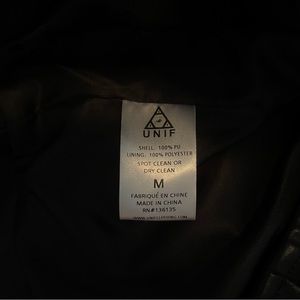 UNIF
SHELL: 100% PU
LINING: 100% POLYESTER
SPOT CLEAN OR
DRY CLEAN
M
FABRIQUÉ EN CHINE
MADE IN CHINA
RN#136135